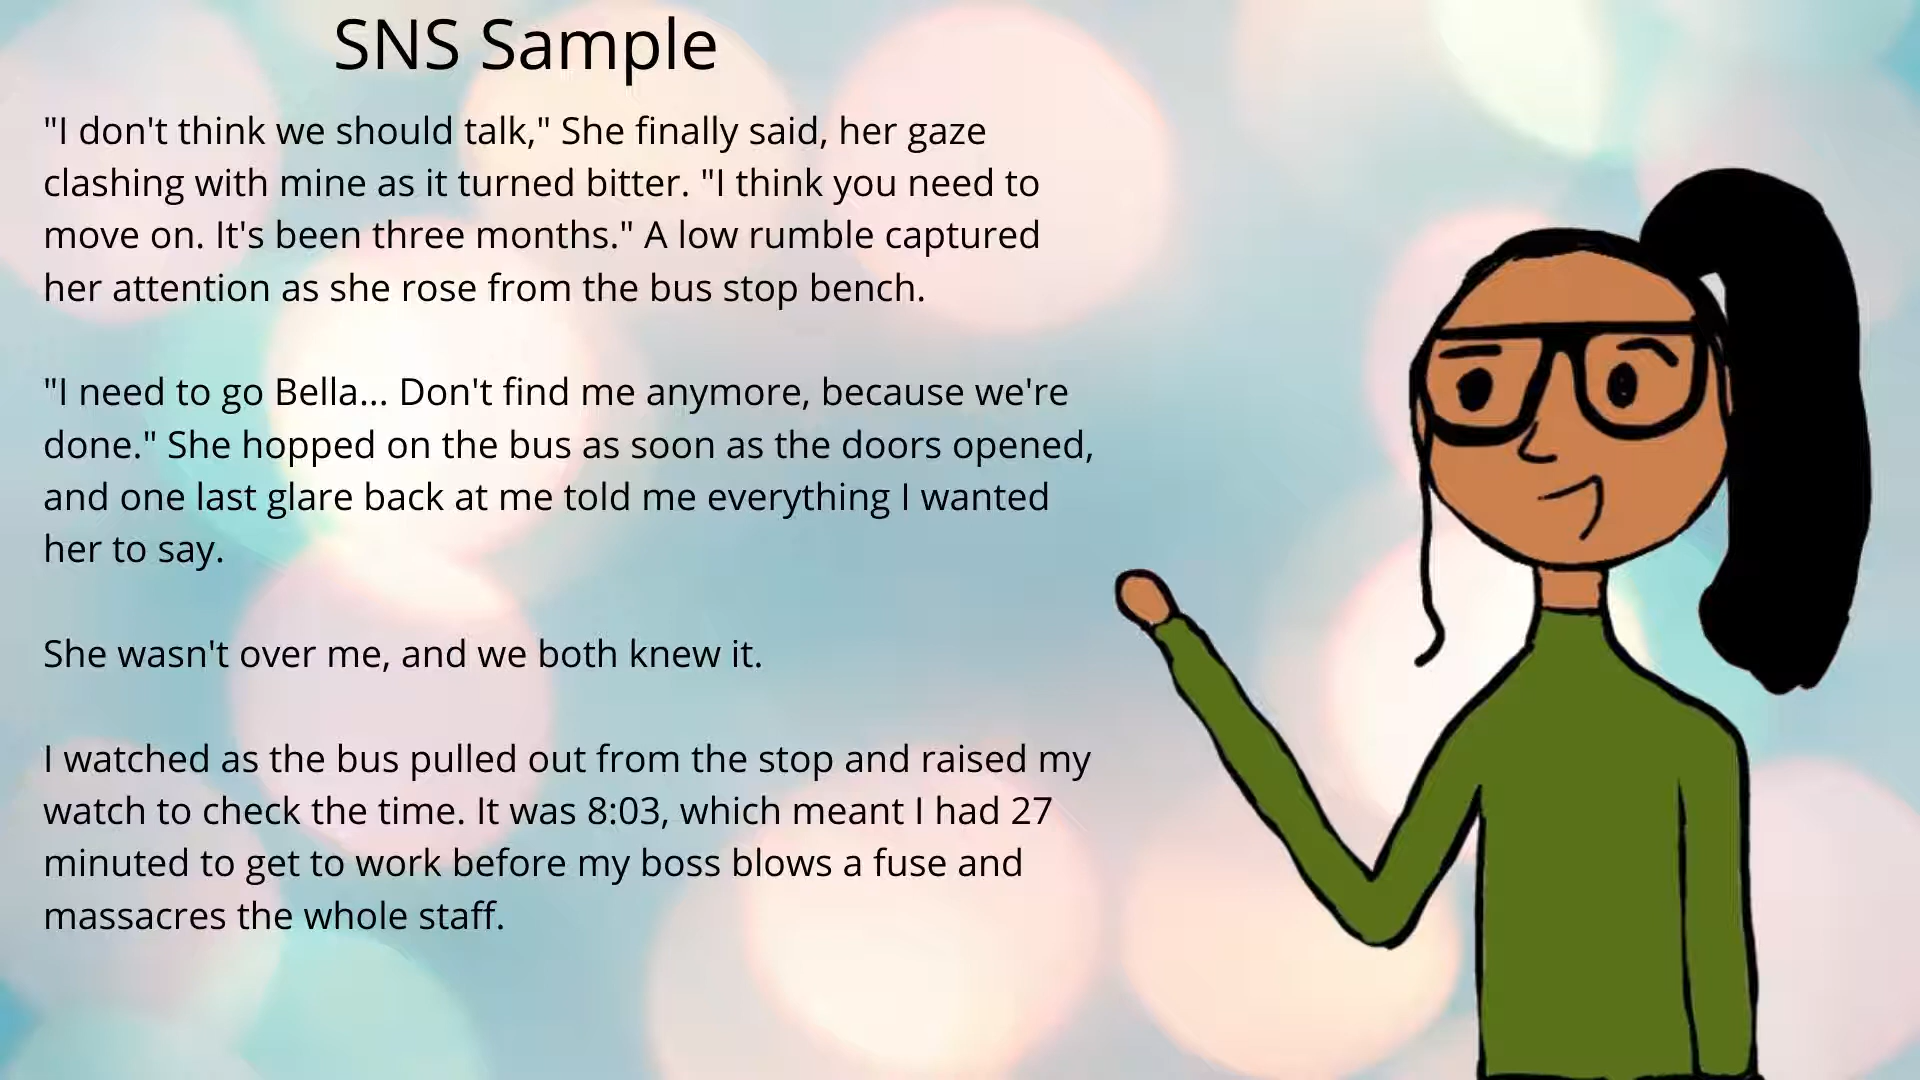 SNS Sample
"I don't think we should talk," She finally said, her gaze
clashing with mine as it turned bitter. "I think you need to
move on. It's been three months." A low rumble captured
her attention as she rose from the bus stop bench.
"I need to go Bella... Don't find me anymore, because we're
done." She hopped on the bus as soon as the doors opened,
and one last glare back at me told me everything I wanted
her to say.
She wasn't over me, and we both knew it.
I watched as the bus pulled out from the stop and raised my
watch to check the time. It was 8:03, which meant I had 27
minuted to get to work before my boss blows a fuse and
massacres the whole staff.